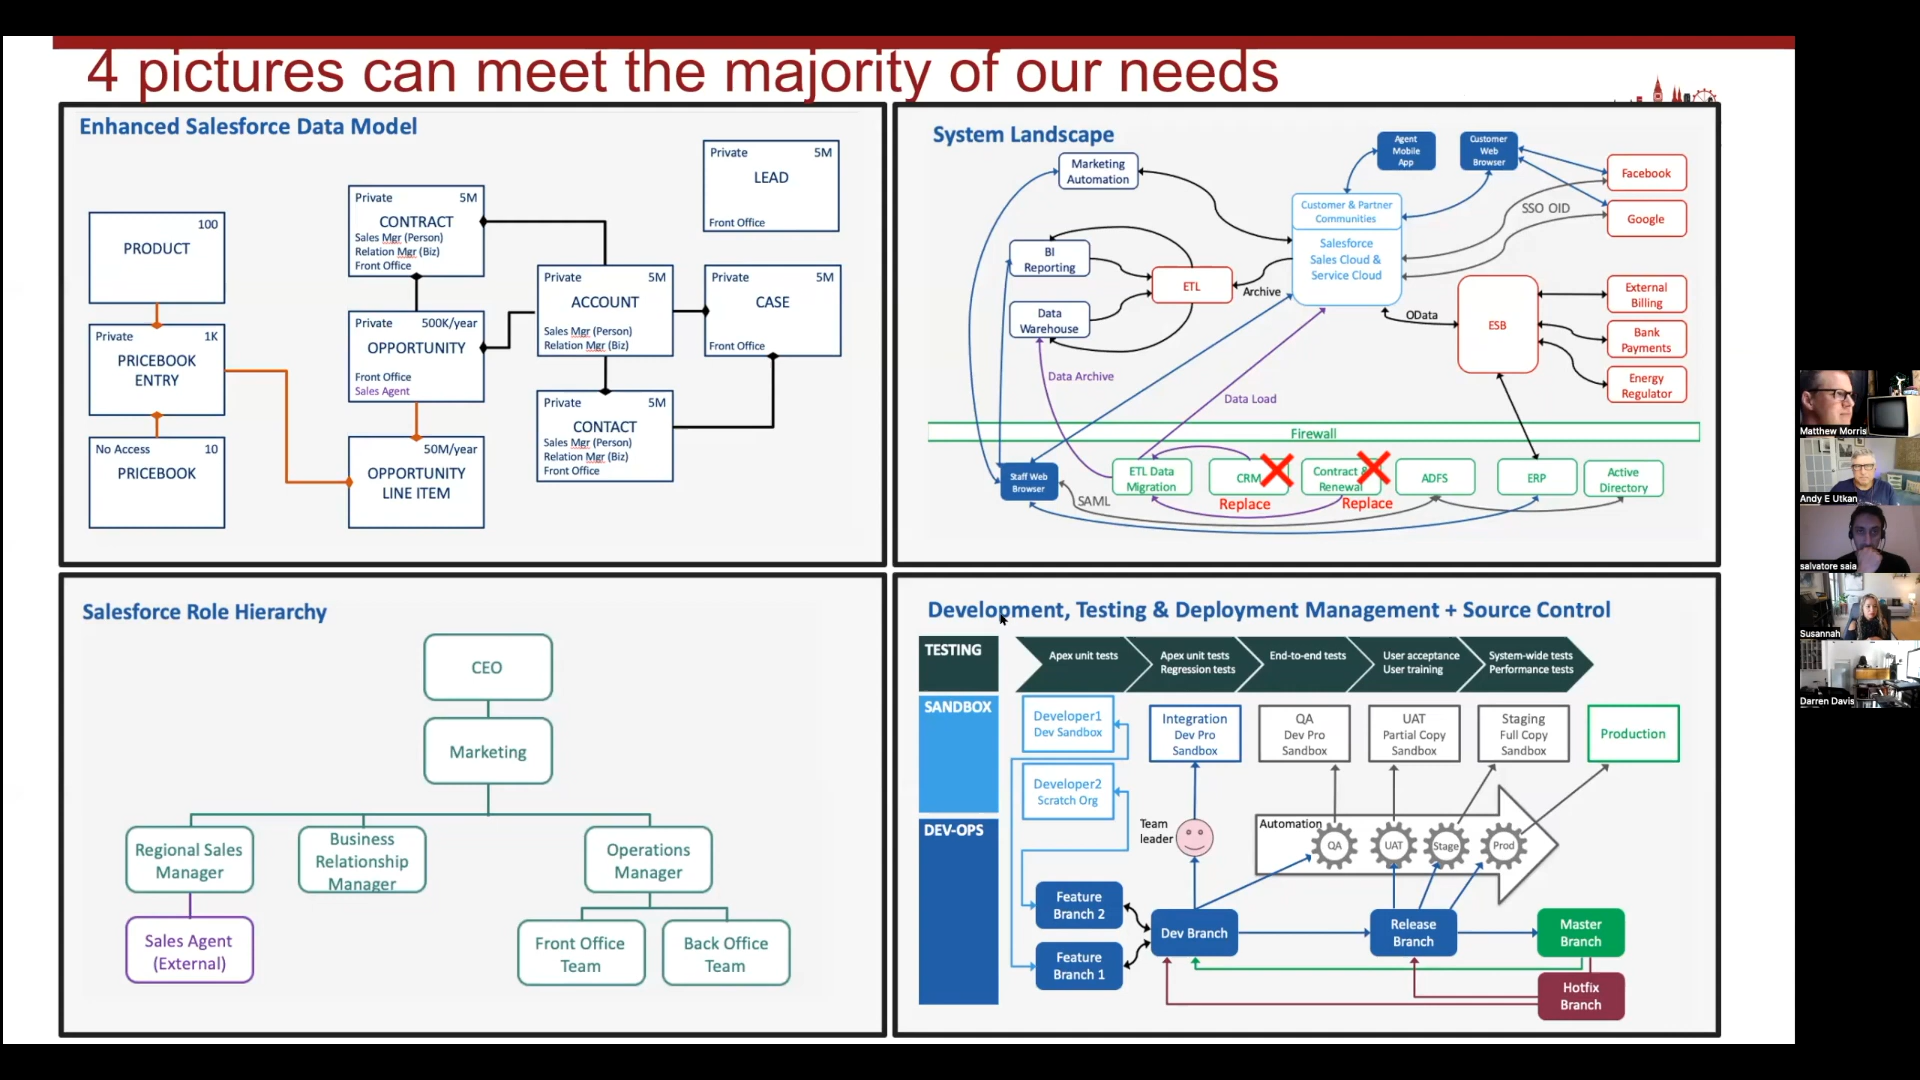 4 pictures can meet the majority of our needs
Enhanced Salesforce Data Model
100
PRODUCT
Private 1K
PRICEBOOK
ENTRY
No Access 10
PRICEBOOK
Private 5M
CONTRACT
Sales Mgr (Person)
Relation Mgr (Biz)
Front Office
Private 500K/year
OPPORTUNITY
Front Office
Sales Agent
50M/year
OPPORTUNITY
LINE ITEM
Private 5M
ACCOUNT
Sales Mgr (Person)
Relation Mgr (Biz)
Private 5M
CONTACT
Sales Mgr (Person)
Relation Mgr (Biz)
Front Office
Private 5M
LEAD
Front Office
Private 5M
CASE
Front Office
System Landscape
Marketing
Automation
Agent
Mobile
App
Customer
Web
Browser
Facebook
Google
SSO OID
Customer & Partner
Communities
Salesforce
Sales Cloud &
Service Cloud
BI
Reporting
ETL
Archive
Data
Warehouse
OData
ESB
External
Billing
Bank
Payments
Energy
Regulator
Data Archive
Data Load
Firewall
Staff Web
Browser
ETL Data
Migration
CRM
Replace
Contract &
Renewal
Replace
ADFS
ERP
Active
Directory
SAML
Salesforce Role Hierarchy
CEO
Marketing
Regional Sales
Manager
Business
Relationship
Manager
Operations
Manager
Sales Agent
(External)
Front Office
Team
Back Office
Team
Development, Testing & Deployment Management + Source Control
TESTING
Apex unit tests
Apex unit tests
Regression tests
End-to-end tests
User acceptance
User training
System-wide tests
Performance tests
SANDBOX
Developer1
Dev Sandbox
Developer2
Scratch Org
Integration
Dev Pro
Sandbox
QA
Dev Pro
Sandbox
UAT
Partial Copy
Sandbox
Staging
Full Copy
Sandbox
Production
DEV-OPS
Team
leader
Automation
QA
UAT
Stage
Prod
Feature
Branch 2
Feature
Branch 1
Dev Branch
Release
Branch
Master
Branch
Hotfix
Branch
Matthew Morris
Andy E Utkan
salvatore saia
Susannah
Darren Davis